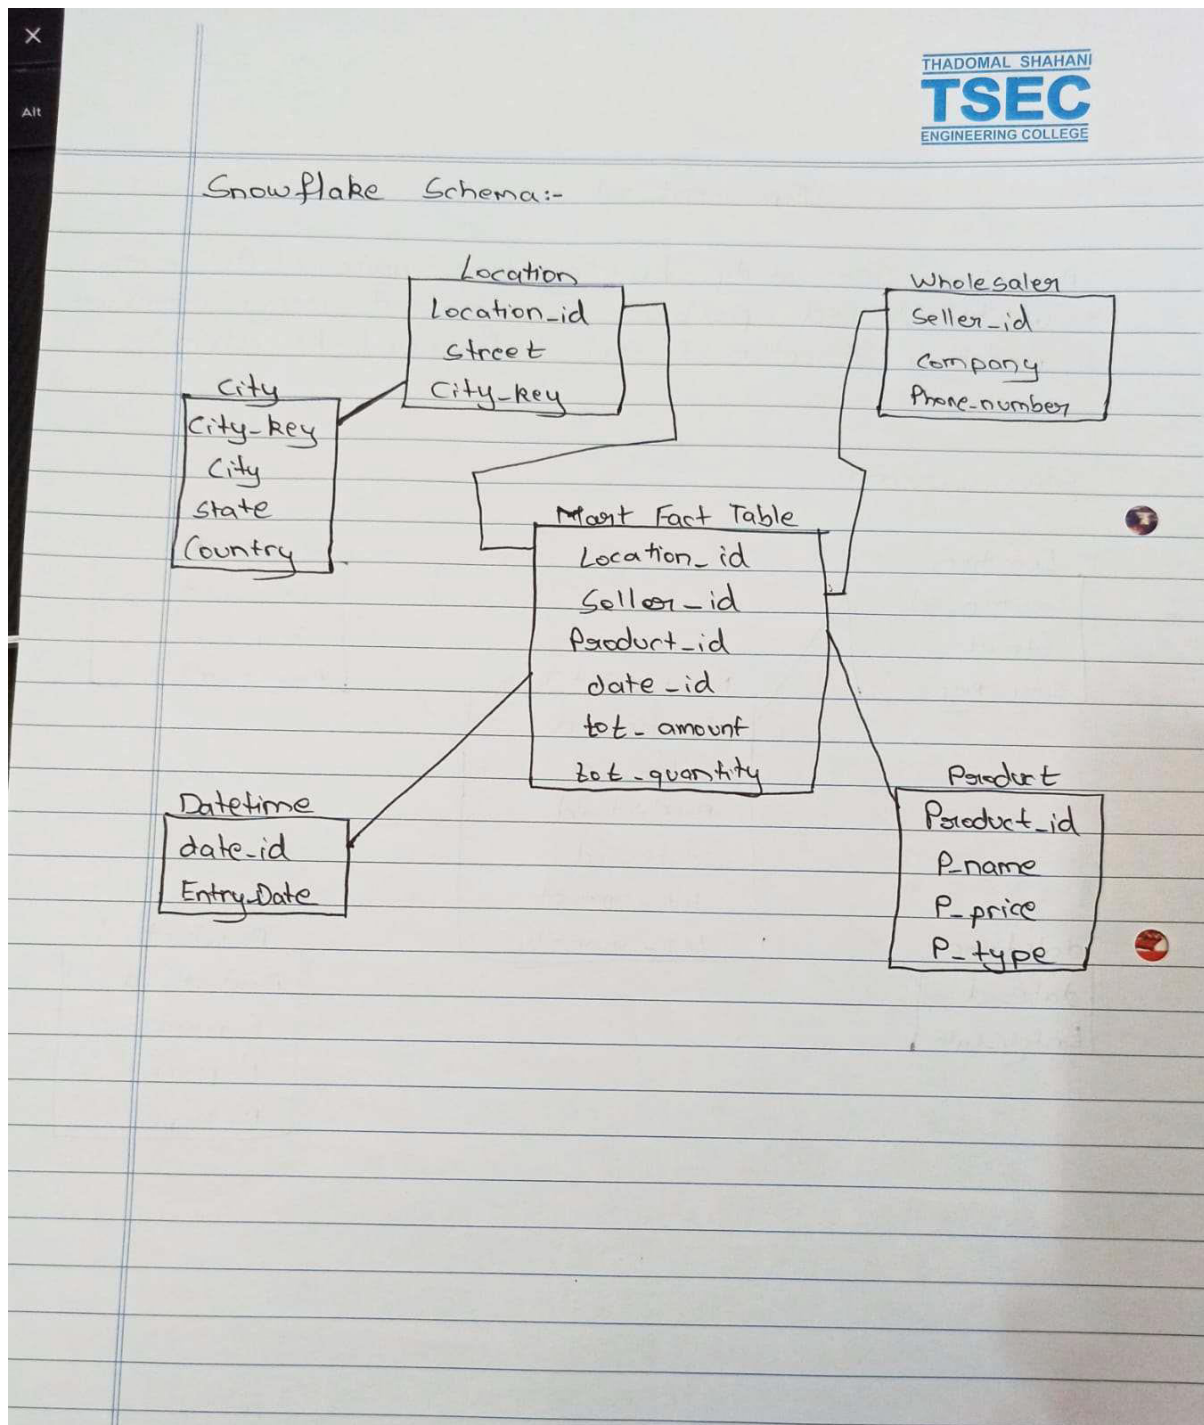 X
Alt
THADOMAL SHAHANI
TSEC
ENGINEERING COLLEGE
Snowflake Schema:-
Location
Location_id
street
City_key
Wholesaler
Seller_id
Company
Phone_number
City
City_key
City
State
Country
Mart Fact Table
Location_id
Seller_id
Product_id
date_id
tot_amount
tot_quantity
Datetime
date_id
Entry_Date
Product
Product_id
P_name
P_price
P_type